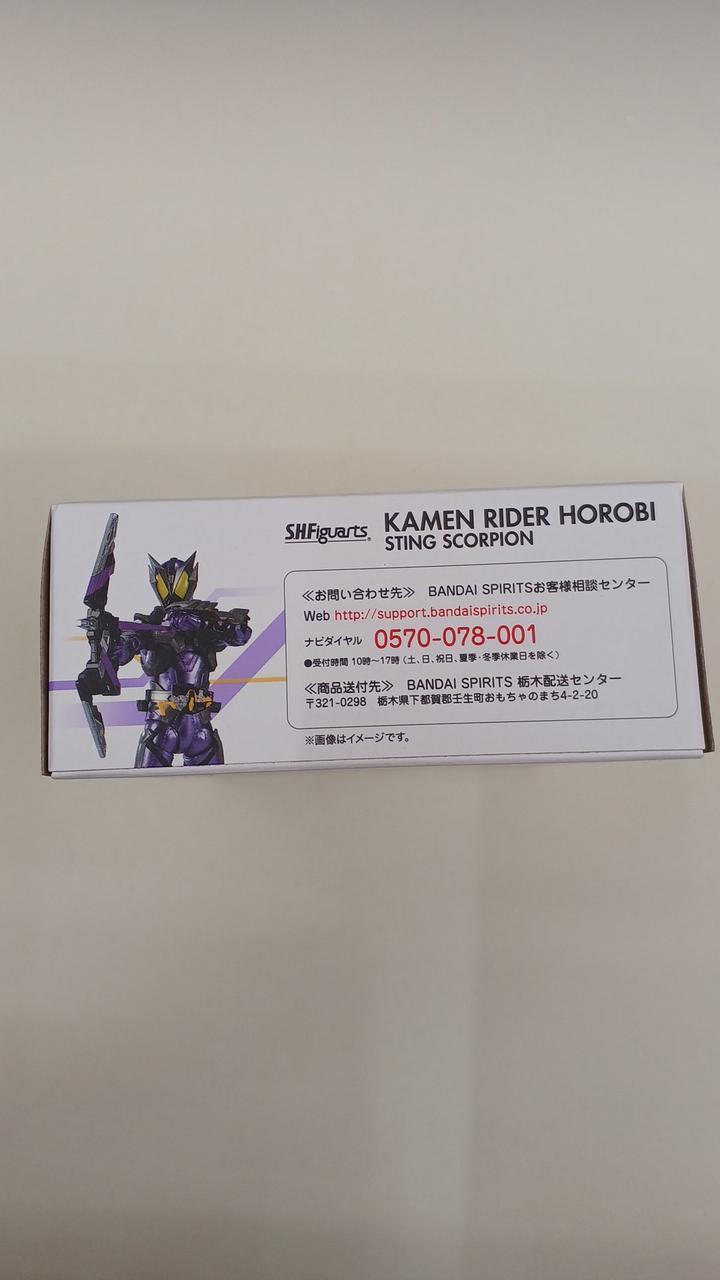 S.H.Figuarts® KAMEN RIDER HOROBI
STING SCORPION
≪お問い合わせ先≫ BANDAI SPIRITSお客様相談センター
Web http://support.bandaispirits.co.jp
ナビダイヤル 0570-078-001
●受付時間 10時〜17時(土、日、祝日、夏季・冬季休業日を除く)
≪商品送付先≫ BANDAI SPIRITS 栃木配送センター
〒321-0298 栃木県下都賀郡壬生町おもちゃのまち4-2-20
※画像はイメージです。